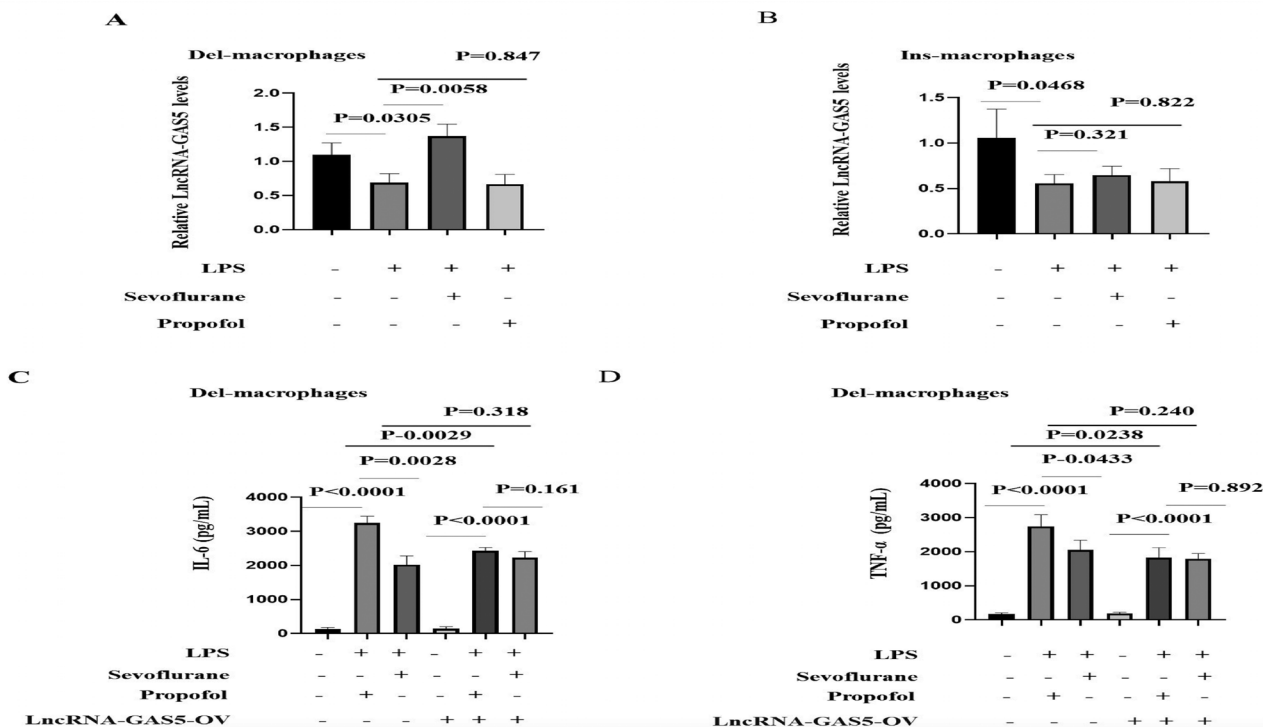 A
Del-macrophages
P=0.847
P=0.0058
P=0.0305
Relative LncRNA-GAS5 levels
2.0
1.5
1.0
0.5
0.0
LPS - + + +
Sevoflurane - - + -
Propofol - - - +
B
Ins-macrophages
P=0.0468
P=0.822
P=0.321
Relative LncRNA-GAS5 levels
1.5
1.0
0.5
0.0
LPS - + + +
Sevoflurane - - + -
Propofol - - - +
C
Del-macrophages
P=0.318
P-0.0029
P=0.0028
P<0.0001
P=0.161
P<0.0001
IL-6 (pg/mL)
4000
3000
2000
1000
0
LPS - + + - + +
Sevoflurane - - + - - +
Propofol - + - - + -
LncRNA-GAS5-OV - - - + + +
D
Del-macrophages
P=0.240
P=0.0238
P-0.0433
P<0.0001
P=0.892
P<0.0001
TNF-α (pg/mL)
4000
3000
2000
1000
0
LPS - + + - + +
Sevoflurane - - + - - +
Propofol - + - - + -
LncRNA-GAS5-OV - - - + + +